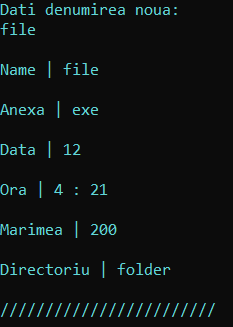 Dati denumirea noua:
file
Name | file
Anexa | exe
Data | 12
Ora | 4 : 21
Marimea | 200
Directoriu | folder
////////////////////////